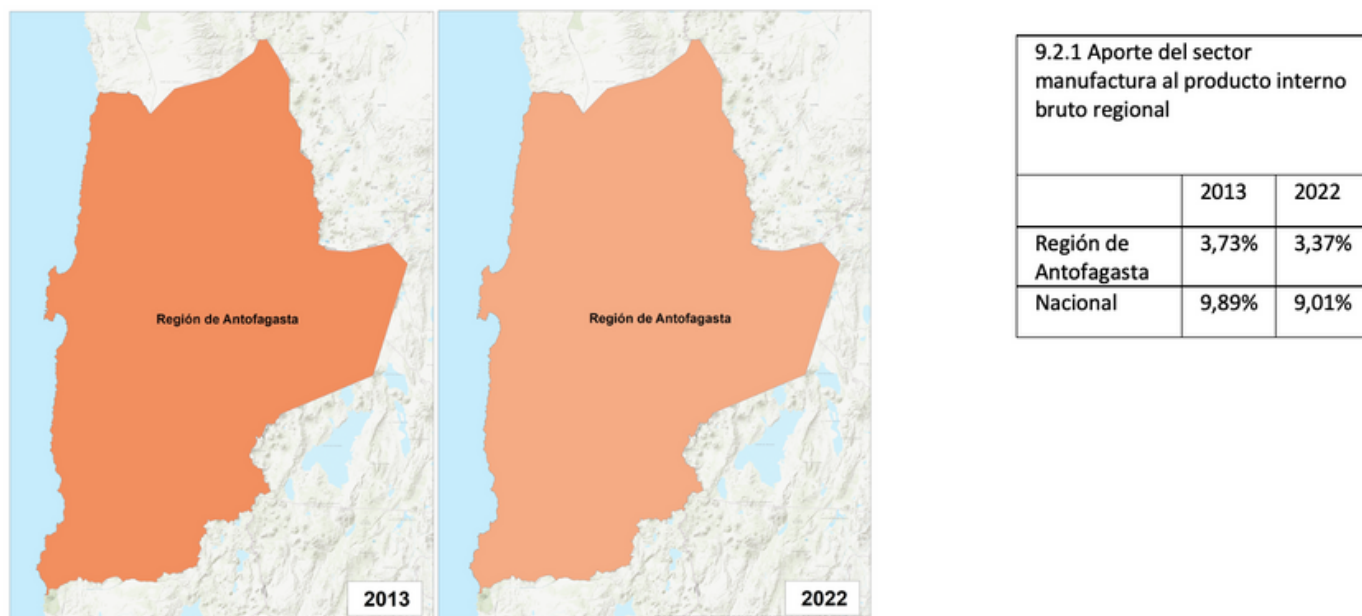 Región de Antofagasta
2013
Región de Antofagasta
2022
9.2.1 Aporte del sector
manufactura al producto interno
bruto regional
2013 2022
Región de 3,73% 3,37%
Antofagasta
Nacional 9,89% 9,01%